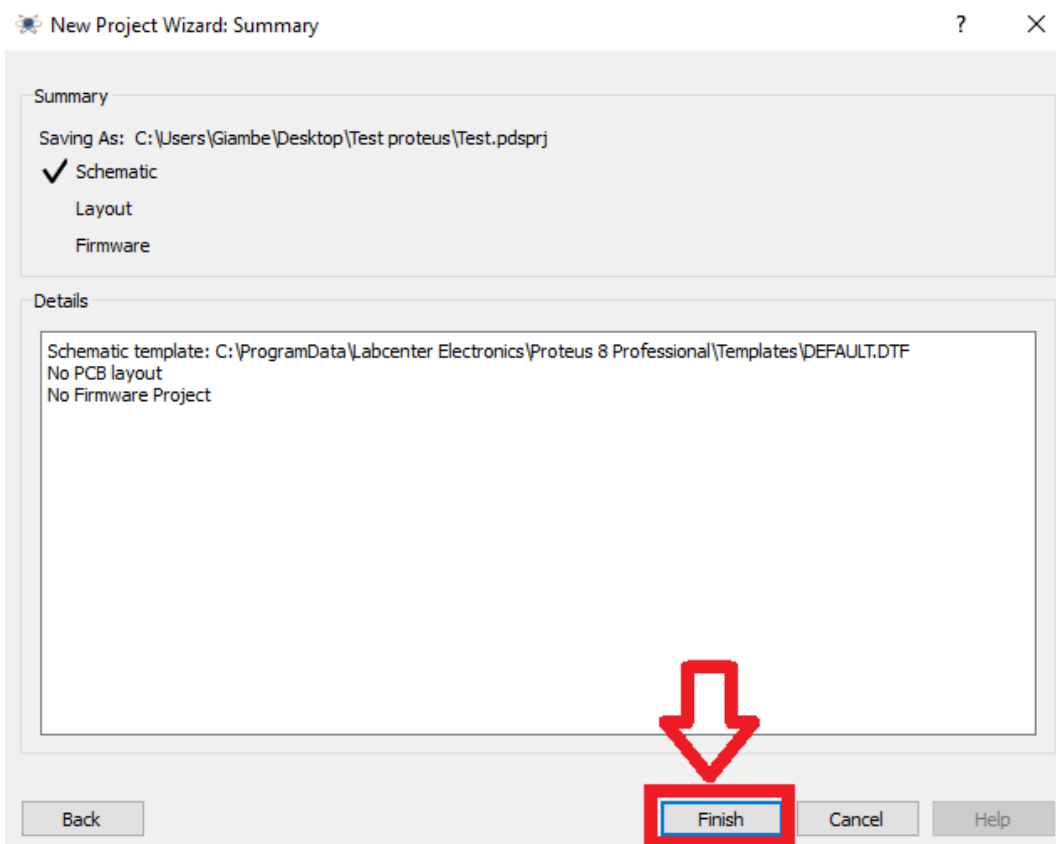 New Project Wizard: Summary
?
Summary
Saving As: C:\Users\Giambe\Desktop\Test proteus\Test.pdsprj
Schematic
Layout
Firmware
Details
Schematic template: C:\ProgramData\Labcenter Electronics\Proteus 8 Professional\Templates\DEFAULT.DTF
No PCB layout
No Firmware Project
Back
Finish
Cancel
Help